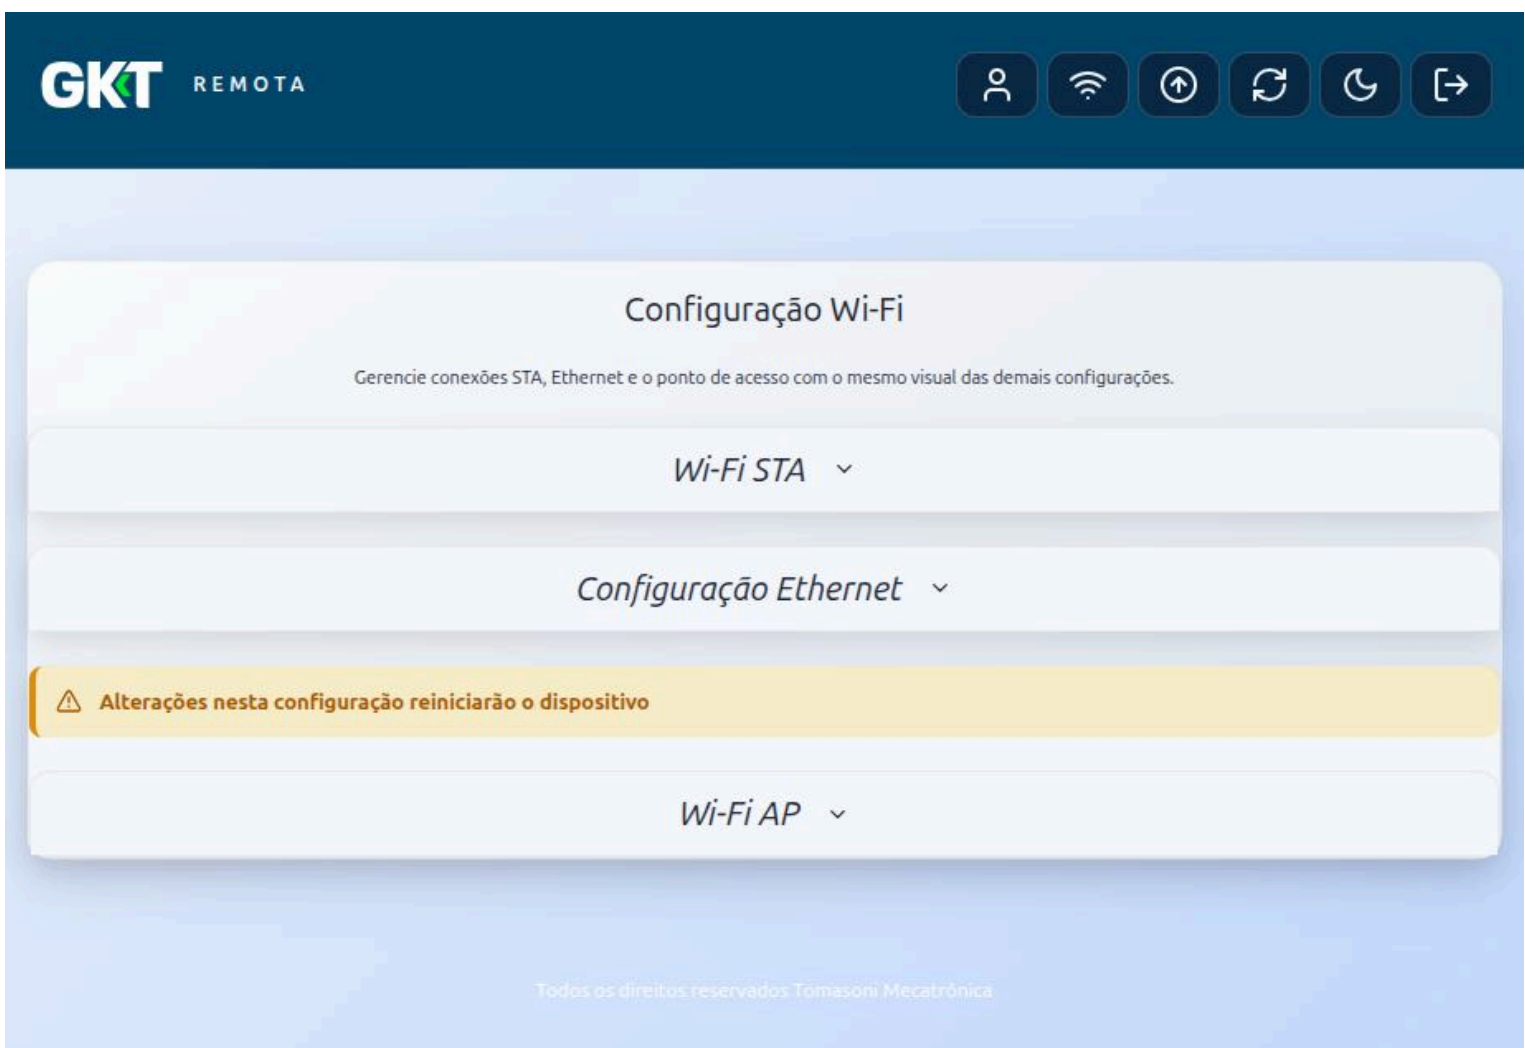 GKT REMOTA
Configuração Wi-Fi
Gerencie conexões STA, Ethernet e o ponto de acesso com o mesmo visual das demais configurações.
Wi-Fi STA
Configuração Ethernet
Alterações nesta configuração reiniciarão o dispositivo
Wi-Fi AP
Todos os direitos reservados Tomasoni Mecatrônica